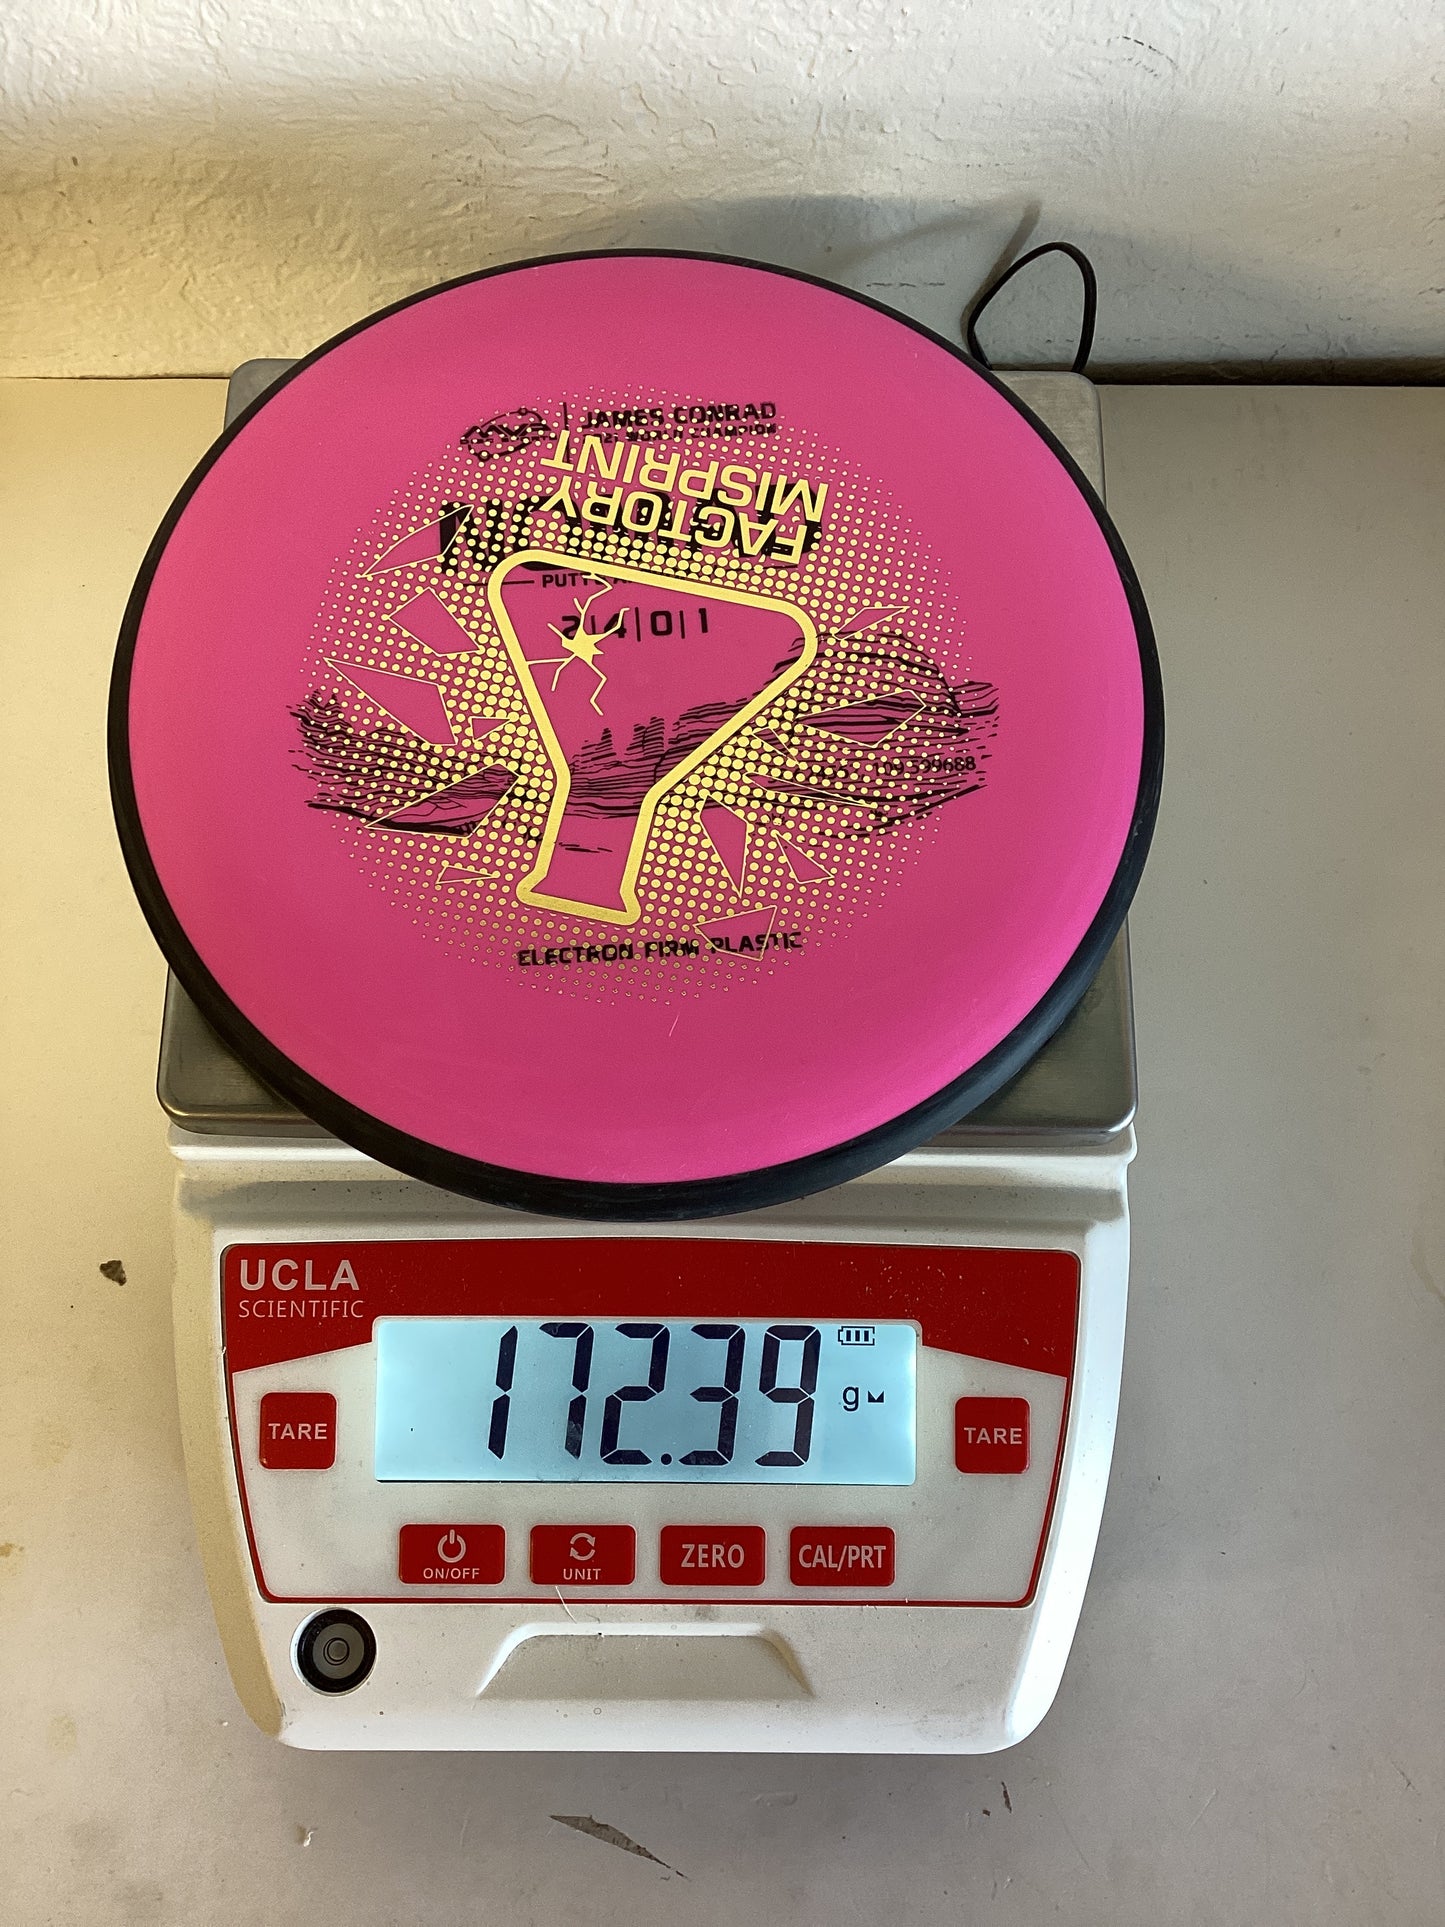 JAMES CONRAD
FACTORY
MISPRINT
2|4|0|1
ELECTRON FIRM PLASTIC
UCLA
SCIENTIFIC
172.39
g
TARE
TARE
ON/OFF
UNIT
ZERO
CAL/PRT